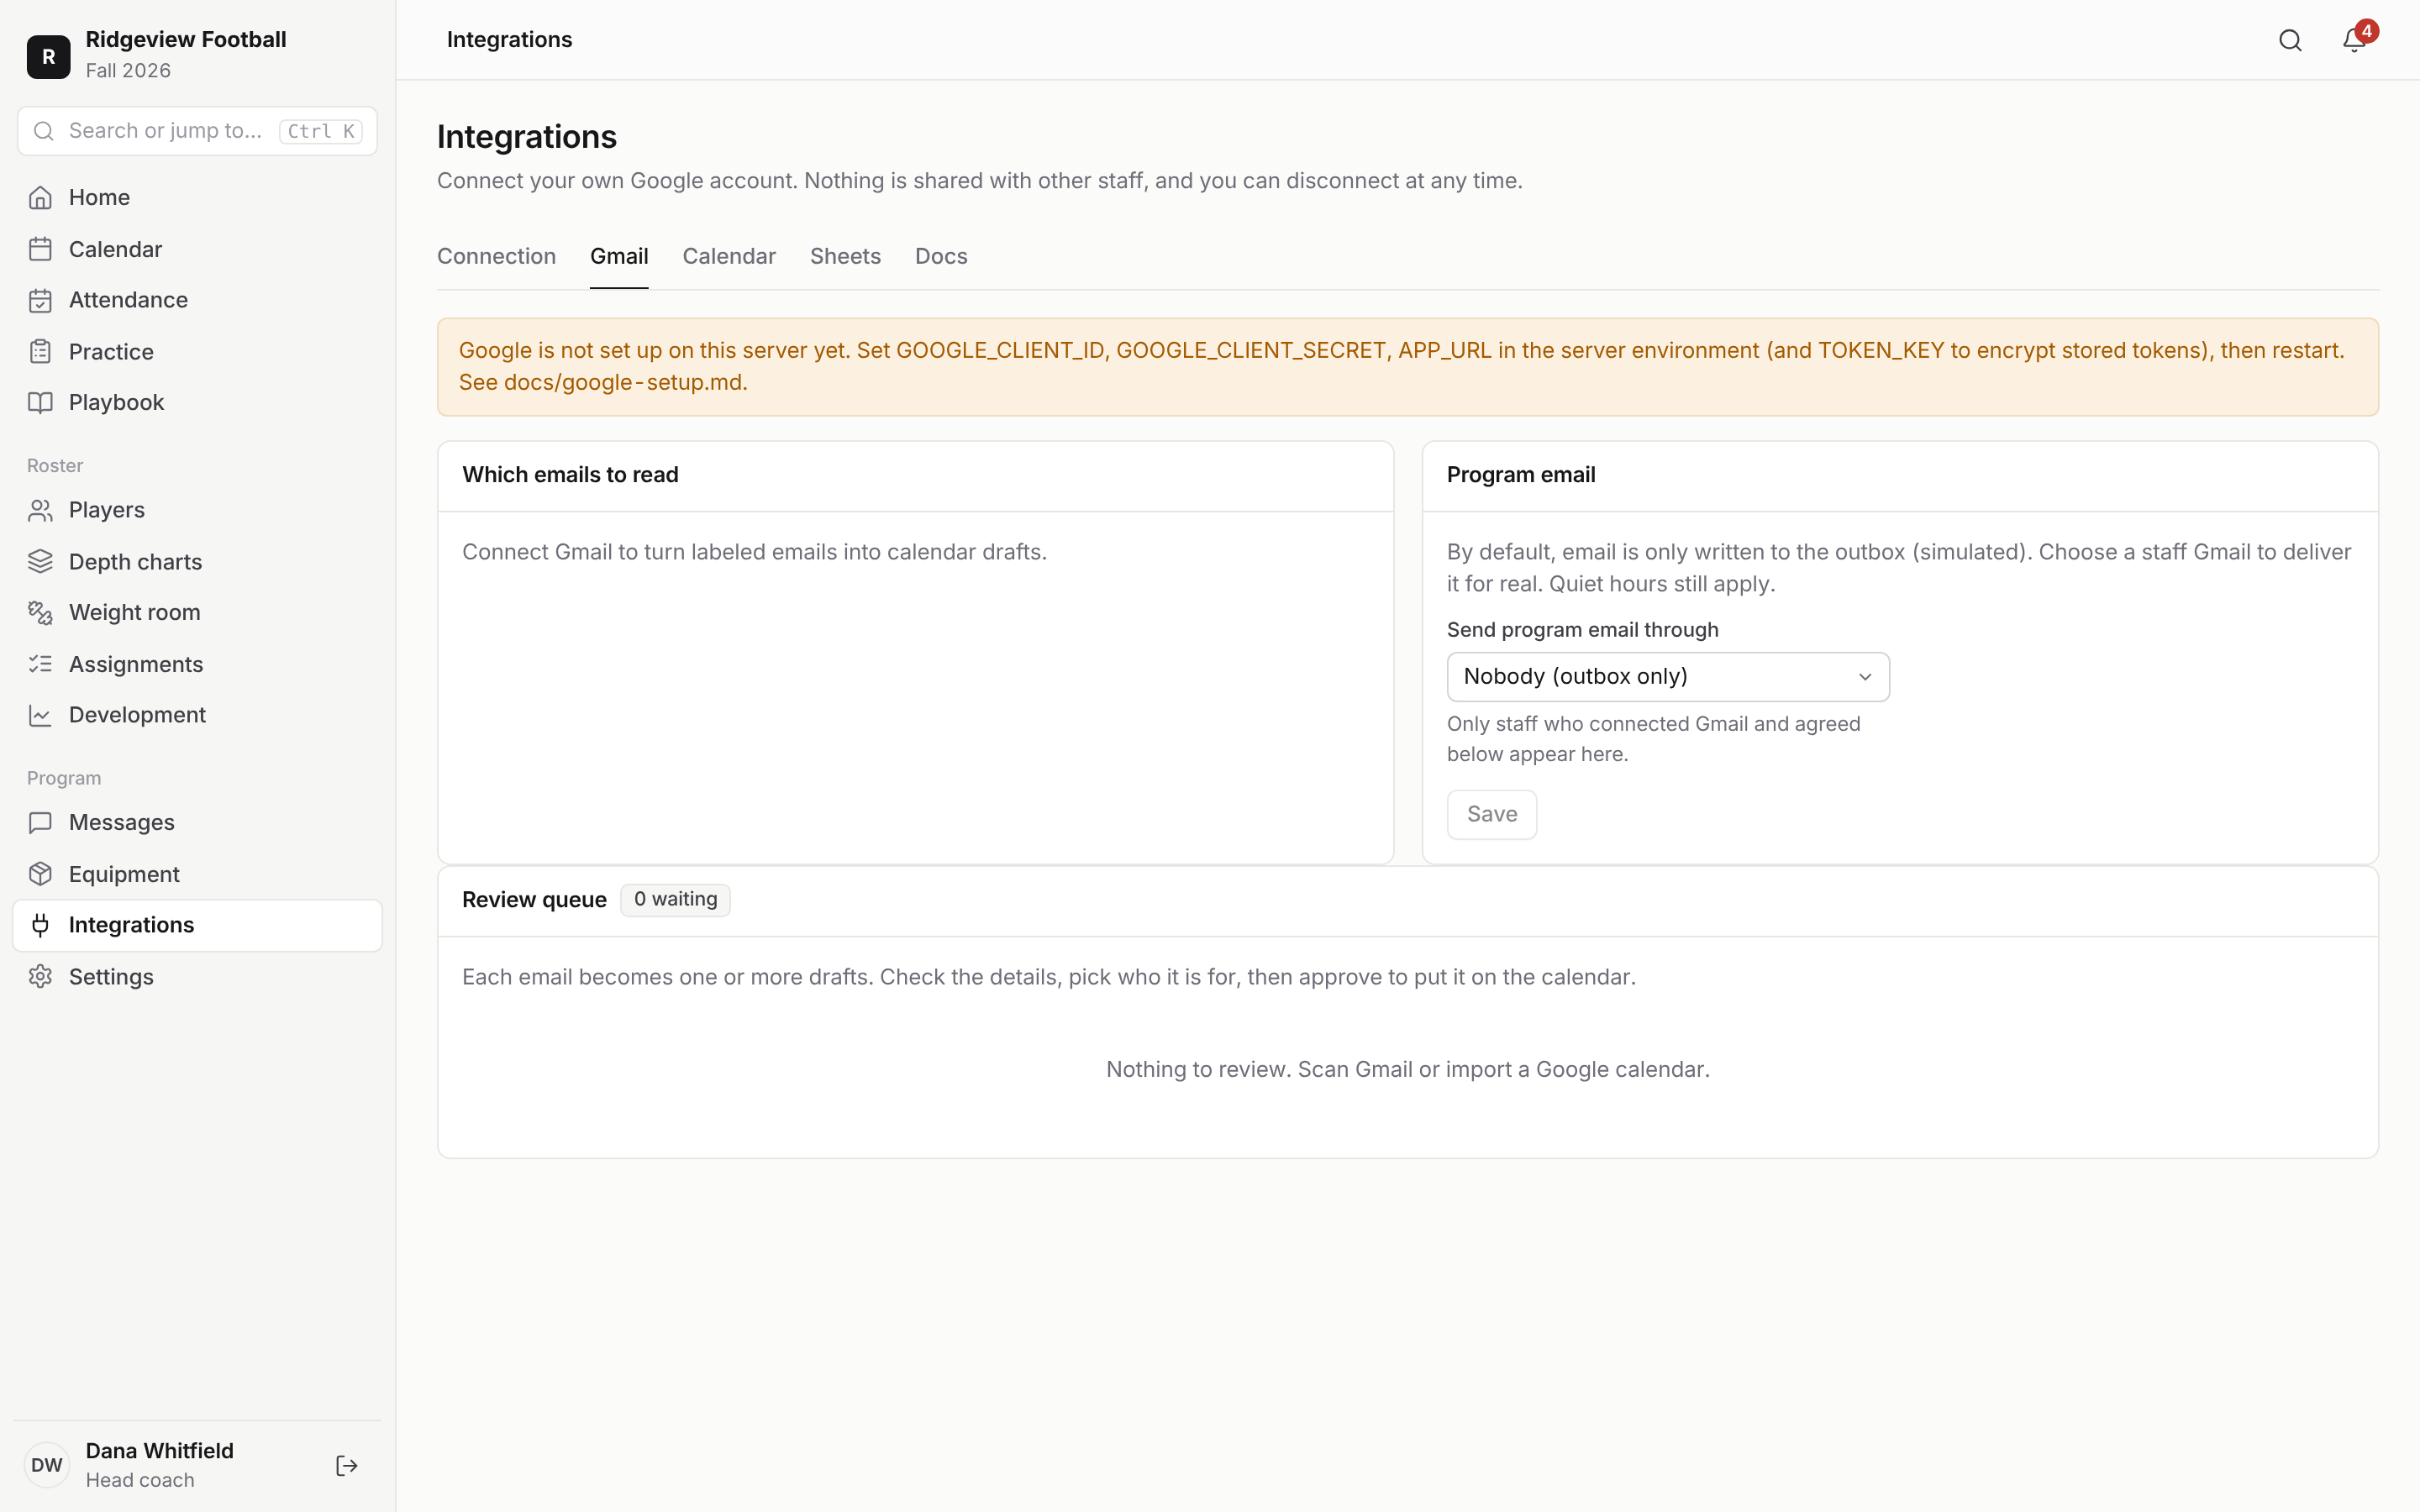 R
Ridgeview Football
Fall 2026
Search or jump to... Ctrl K
Home
Calendar
Attendance
Practice
Playbook
Roster
Players
Depth charts
Weight room
Assignments
Development
Program
Messages
Equipment
Integrations
Settings
DW
Dana Whitfield
Head coach
Integrations
4
Integrations
Connect your own Google account. Nothing is shared with other staff, and you can disconnect at any time.
Connection Gmail Calendar Sheets Docs
Google is not set up on this server yet. Set GOOGLE_CLIENT_ID, GOOGLE_CLIENT_SECRET, APP_URL in the server environment (and TOKEN_KEY to encrypt stored tokens), then restart.
See docs/google-setup.md.
Which emails to read
Connect Gmail to turn labeled emails into calendar drafts.
Program email
By default, email is only written to the outbox (simulated). Choose a staff Gmail to deliver
it for real. Quiet hours still apply.
Send program email through
Nobody (outbox only)
Only staff who connected Gmail and agreed
below appear here.
Save
Review queue 0 waiting
Each email becomes one or more drafts. Check the details, pick who it is for, then approve to put it on the calendar.
Nothing to review. Scan Gmail or import a Google calendar.